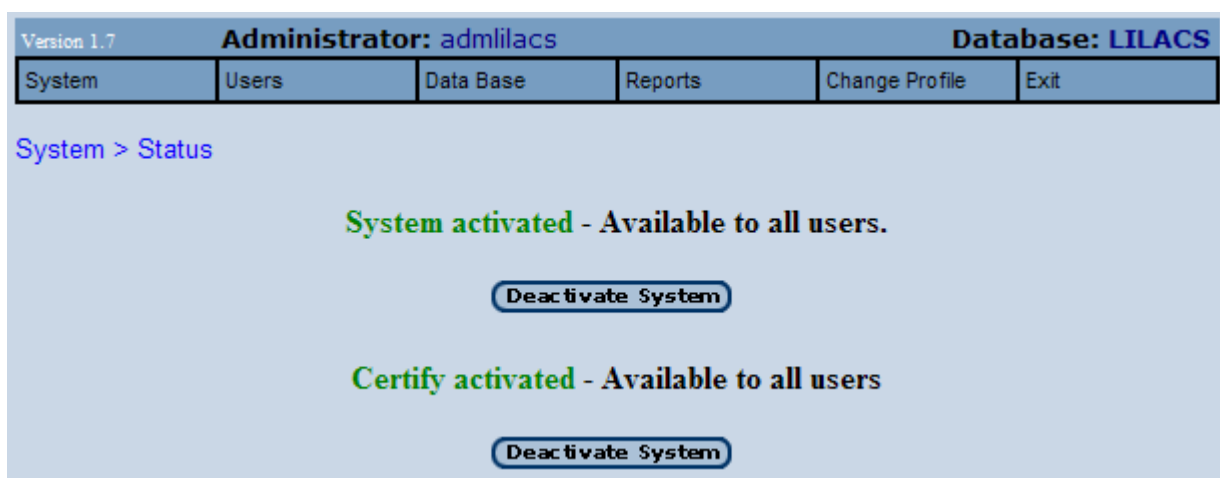 Version 1.7 Administrator: admlilacs Database: LILACS
System Users Data Base Reports Change Profile Exit
System > Status
System activated - Available to all users.
Deactivate System
Certify activated - Available to all users
Deactivate System